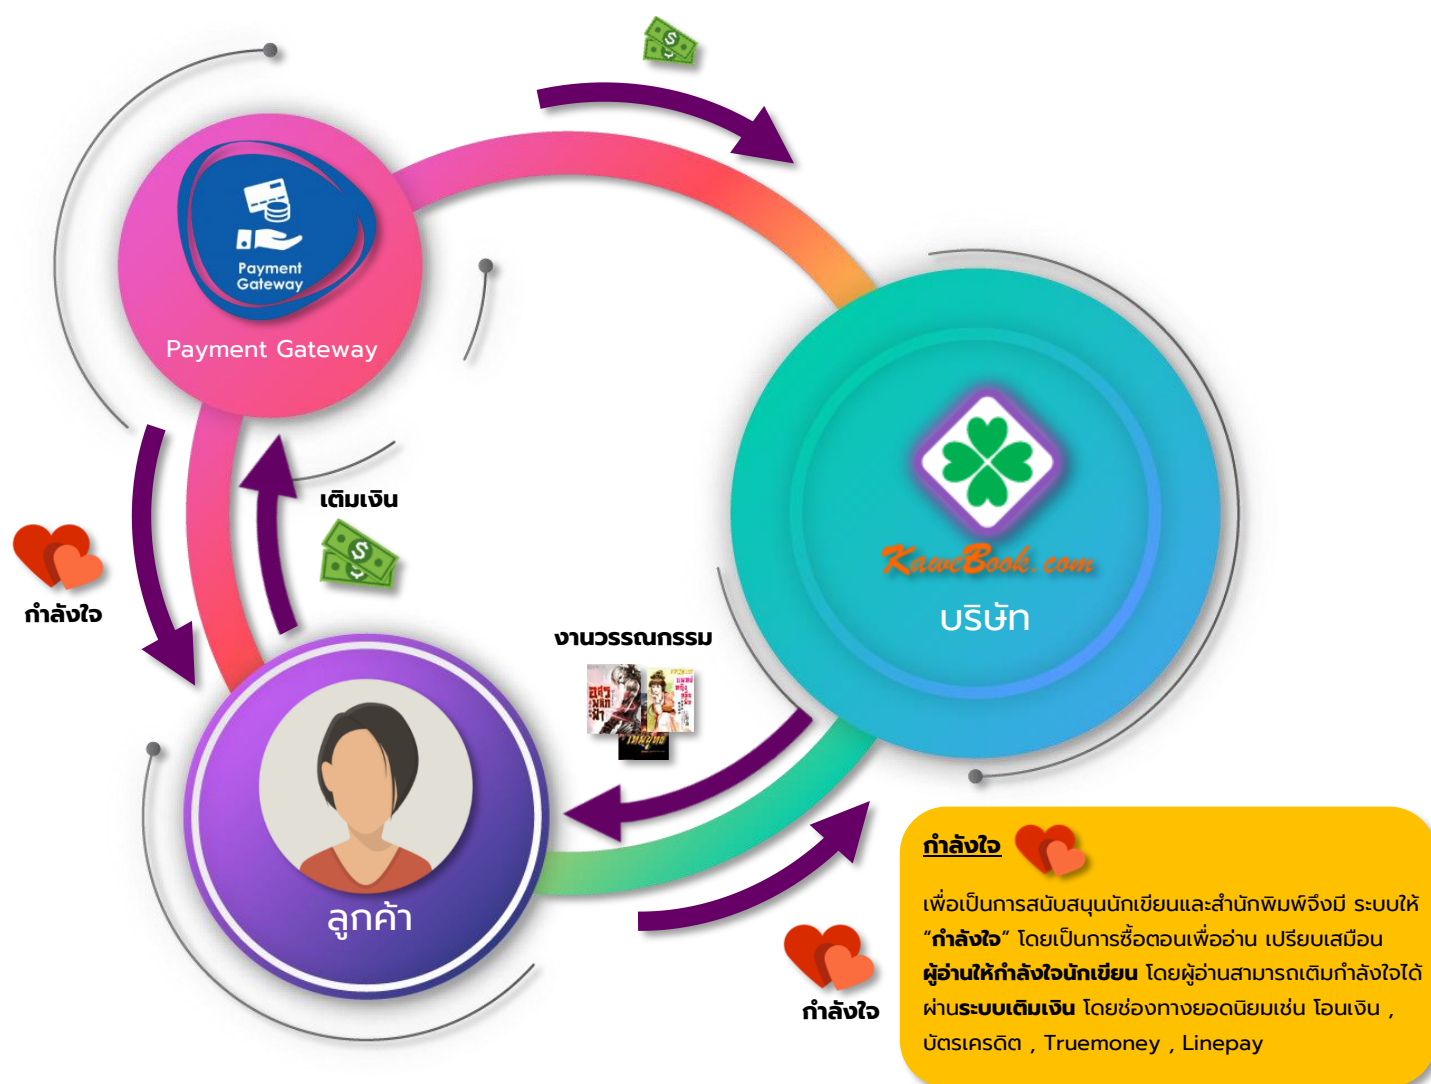 Payment
Gateway
Payment Gateway
เติมเงิน
กำลังใจ
KaweBook.com
บริษัท
งานวรรณกรรม
อสูร
พลิก
ฟ้า
ลูกค้า
กำลังใจ
กำลังใจ
เพื่อเป็นการสนับสนุนนักเขียนและสำนักพิมพ์จึงมี ระบบให้
“กำลังใจ” โดยเป็นการซื้อตอนเพื่ออ่าน เปรียบเสมือน
ผู้อ่านให้กำลังใจนักเขียน โดยผู้อ่านสามารถเติมกำลังใจได้
ผ่านระบบเติมเงิน โดยช่องทางยอดนิยมเช่น โอนเงิน ,
บัตรเครดิต , Truemoney , Linepay